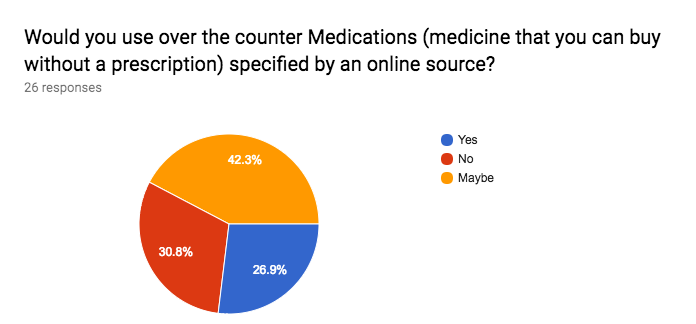 Would you use over the counter Medications (medicine that you can buy
without a prescription) specified by an online source?
26 responses
42.3%
30.8%
26.9%
Yes
No
Maybe